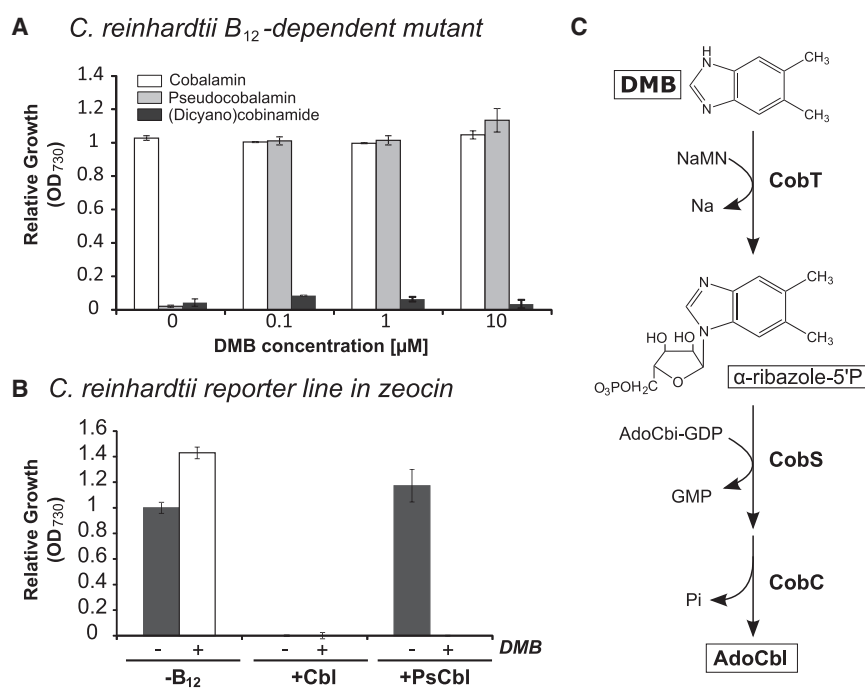 A C. reinhardtii B12-dependent mutant
1.4
1.2
1
0.8
0.6
0.4
0.2
0
Relative Growth
(OD730)
Cobalamin
Pseudocobalamin
(Dicyano)cobinamide
0 0.1 1 10
DMB concentration [µM]
B C. reinhardtii reporter line in zeocin
1.6
1.4
1.2
1
0.8
0.6
0.4
0.2
0
Relative Growth
(OD730)
- + - + - + DMB
-B12 +Cbl +PsCbl
C
H
N
N
CH3
CH3
DMB
NaMN
CobT
Na
N
N
CH3
CH3
HO OH
O3POH2C
C
O
α-ribazole-5'P
AdoCbi-GDP
CobS
GMP
CobC
Pi
AdoCbl